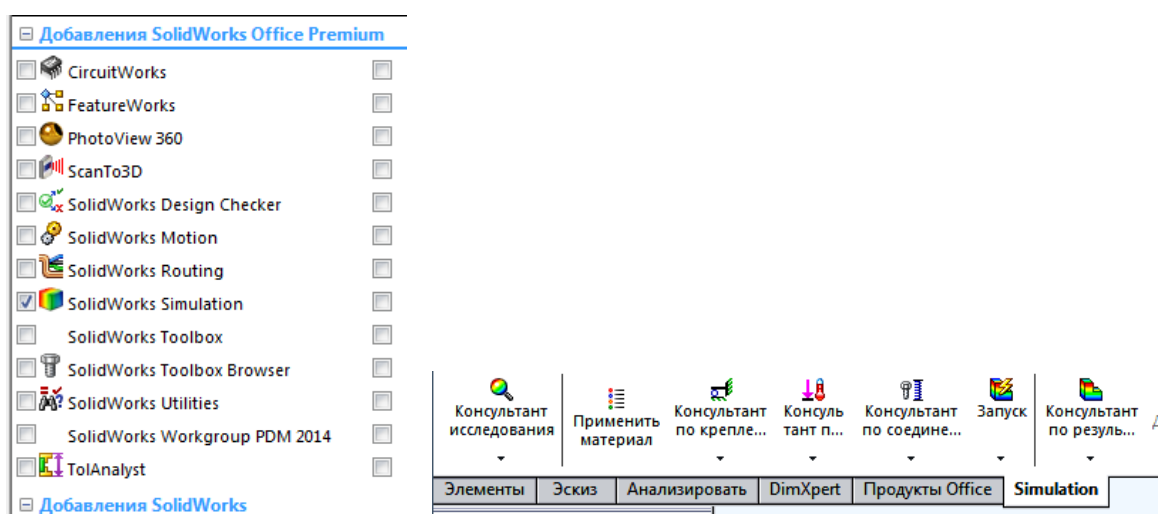 Добавления SolidWorks Office Premium
CircuitWorks
FeatureWorks
PhotoView 360
ScanTo3D
SolidWorks Design Checker
SolidWorks Motion
SolidWorks Routing
SolidWorks Simulation
SolidWorks Toolbox
SolidWorks Toolbox Browser
SolidWorks Utilities
SolidWorks Workgroup PDM 2014
TolAnalyst
Добавления SolidWorks
Консультант
исследования
Применить
материал
Консультант
по крепле...
Консуль
тант п...
Консультант
по соедине...
Запуск
Консультант
по резуль...
Элементы
Эскиз
Анализировать
DimXpert
Продукты Office
Simulation